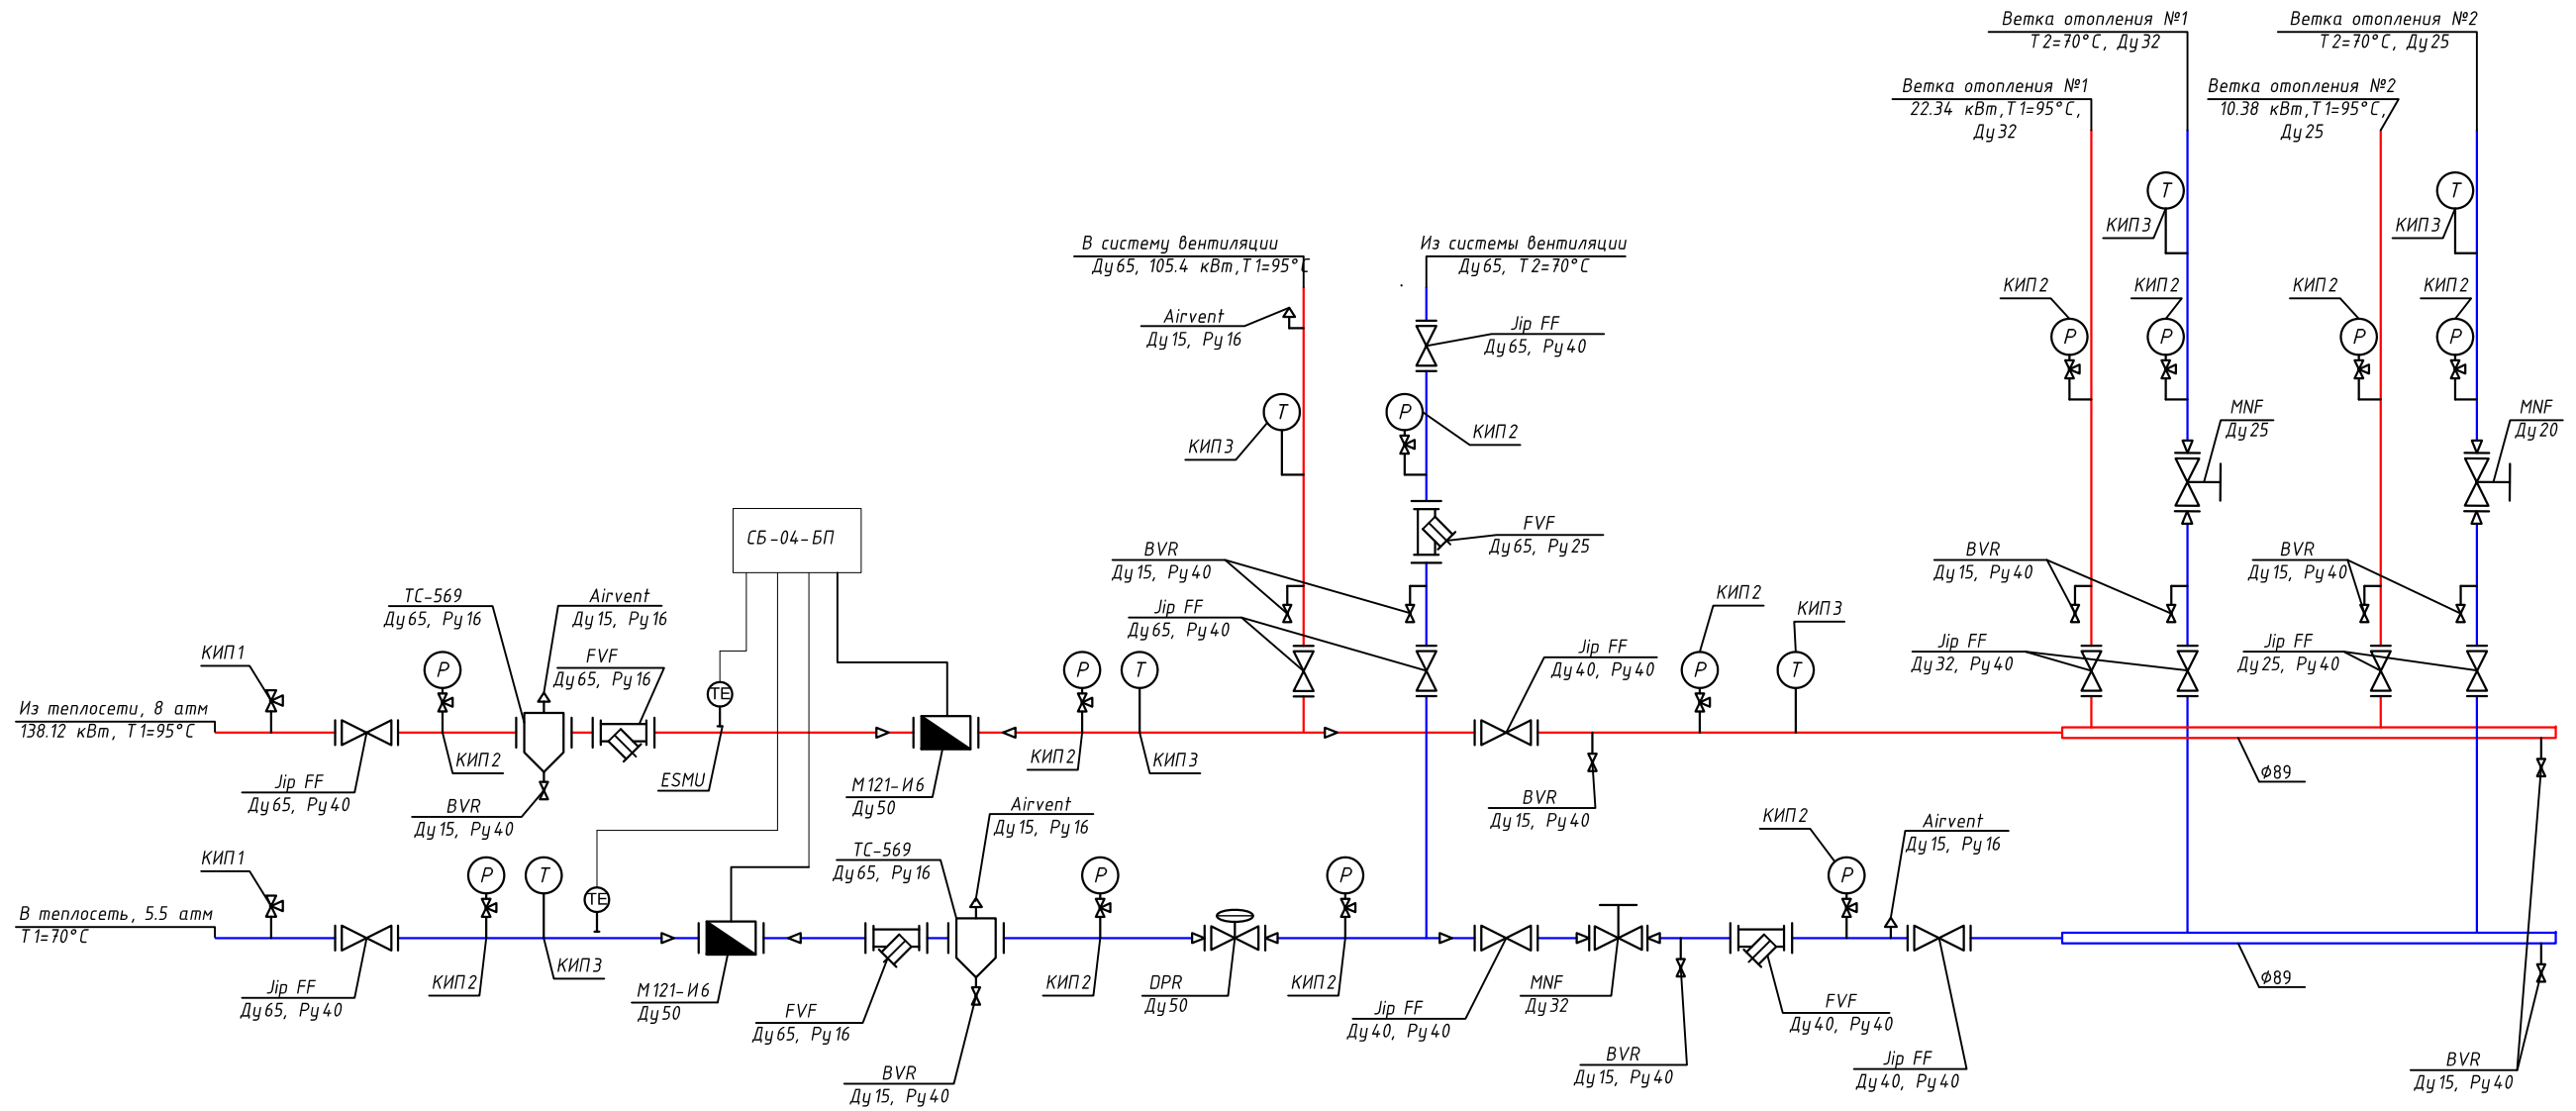 Ветка отопления №1
Т2=70°С, Ду32
Ветка отопления №2
Т2=70°С, Ду25
Ветка отопления №1
22.34 кВт,Т1=95°С,
Ду32
Ветка отопления №2
10.38 кВт,Т1=95°С,
Ду25
Т
КИП3
Т
КИП3
В систему вентиляции
Ду65, 105.4 кВт,Т1=95°С
Из системы вентиляции
Ду65, Т2=70°С
КИП2
КИП2
КИП2
КИП2
Р
Р
Р
Р
Airvent
Ду15, Ру16
Jip FF
Ду65, Ру40
Т
КИП3
Р
КИП2
MNF
Ду25
MNF
Ду20
СБ-04-БП
FVF
Ду65, Ру25
BVR
Ду15, Ру40
BVR
Ду15, Ру40
BVR
Ду15, Ру40
ТС-569
Ду65, Ру16
Airvent
Ду15, Ру16
Jip FF
Ду65, Ру40
КИП2
КИП3
КИП1
Р
FVF
Ду65, Ру16
ТЕ
Р
Т
Jip FF
Ду40, Ру40
Р
Т
Jip FF
Ду32, Ру40
Jip FF
Ду25, Ру40
Из теплосети, 8 атм
138.12 кВт, Т1=95°С
КИП2
Jip FF
Ду65, Ру40
BVR
Ду15, Ру40
ESMU
М121-И6
Ду50
КИП2
КИП3
BVR
Ду15, Ру40
ф89
КИП1
Р
Т
ТЕ
ТС-569
Ду65, Ру16
Airvent
Ду15, Ру16
Р
Р
КИП2
Р
Airvent
Ду15, Ру16
В теплосеть, 5.5 атм
Т1=70°С
Jip FF
Ду65, Ру40
КИП2
КИП3
М121-И6
Ду50
FVF
Ду65, Ру16
BVR
Ду15, Ру40
КИП2
DPR
Ду50
КИП2
Jip FF
Ду40, Ру40
MNF
Ду32
BVR
Ду15, Ру40
FVF
Ду40, Ру40
Jip FF
Ду40, Ру40
ф89
BVR
Ду15, Ру40